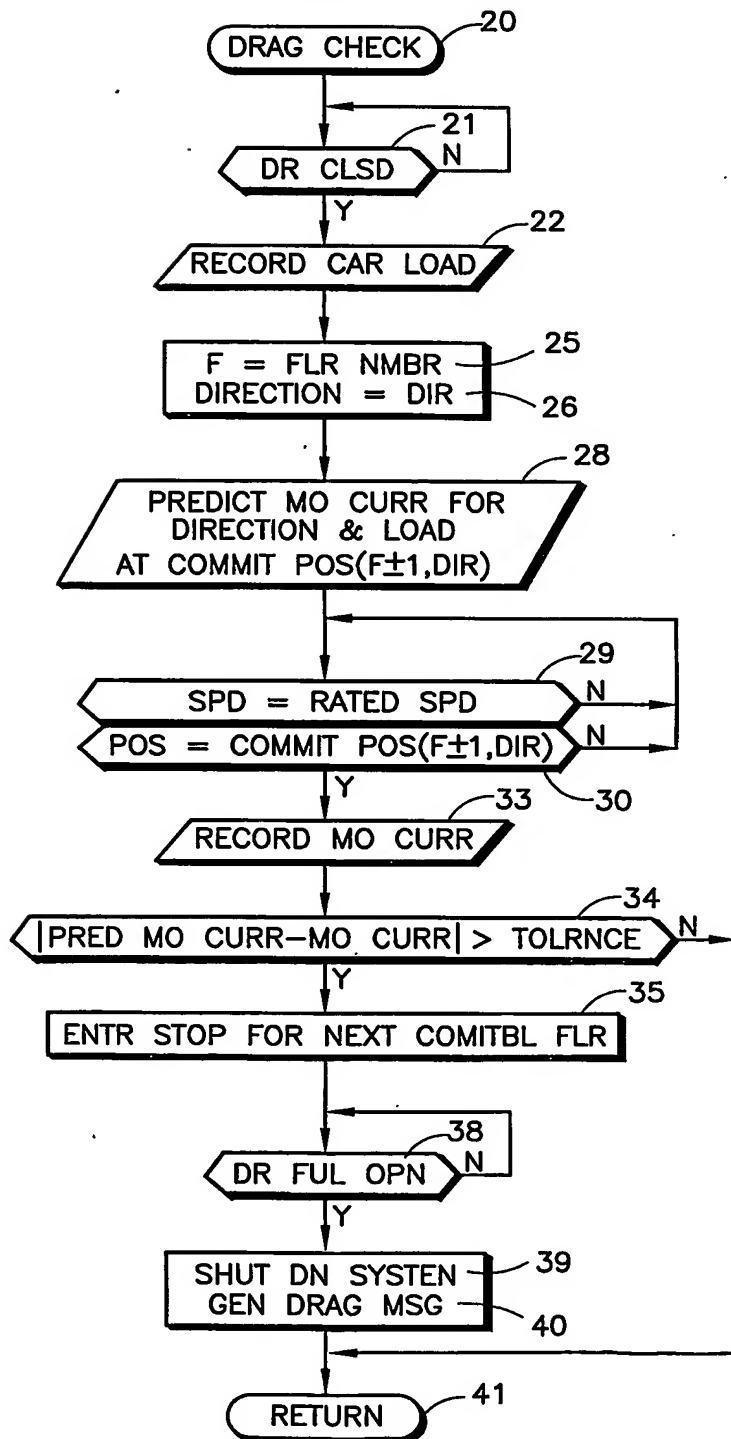 20
DRAG CHECK
21
DR CLSD N
Y
22
RECORD CAR LOAD
F = FLR NMBR 25
DIRECTION = DIR 26
28
PREDICT MO CURR FOR
DIRECTION & LOAD
AT COMMIT POS(F±1,DIR)
29
SPD = RATED SPD N
POS = COMMIT POS(F±1,DIR) N
Y 30
33
RECORD MO CURR
34
|PRED MO CURR-MO CURR| > TOLRNCE N
Y
35
ENTR STOP FOR NEXT COMITBL FLR
38
DR FUL OPN N
Y
SHUT DN SYSTEN 39
GEN DRAG MSG 40
41
RETURN